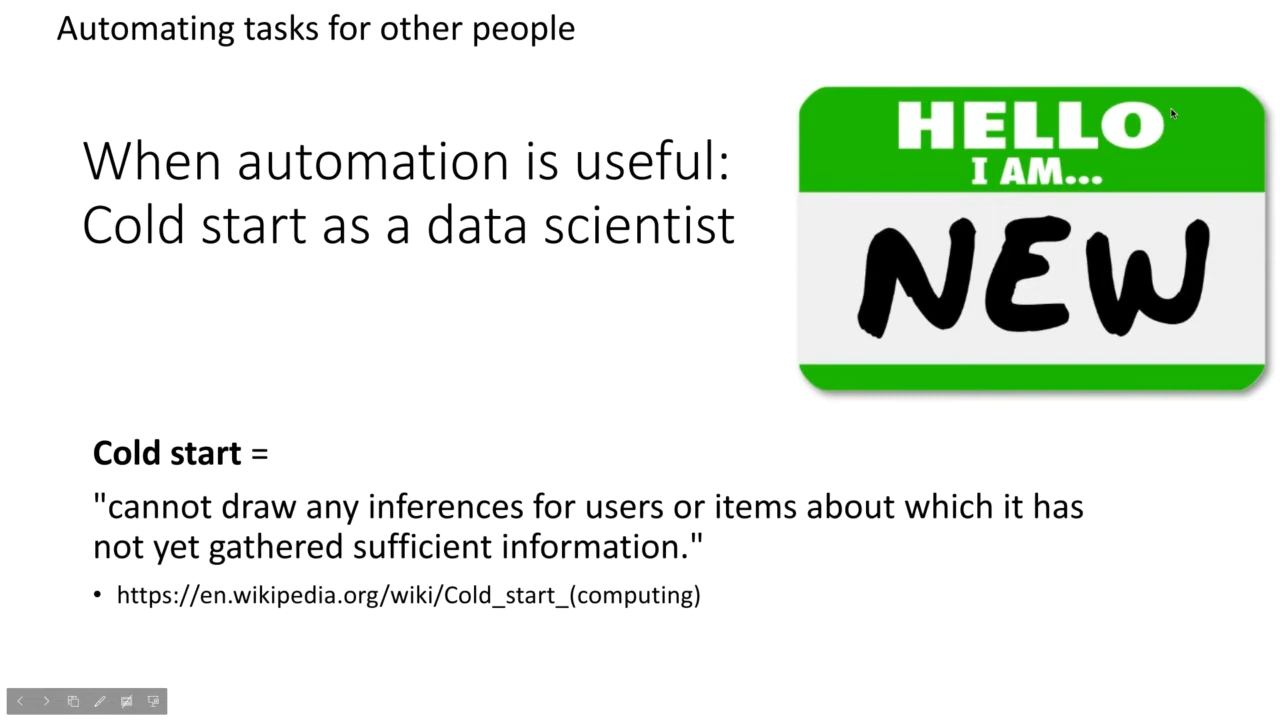 Automating tasks for other people
When automation is useful:
Cold start as a data scientist
HELLO
I AM...
NEW
Cold start =
"cannot draw any inferences for users or items about which it has
not yet gathered sufficient information."
• https://en.wikipedia.org/wiki/Cold_start_(computing)